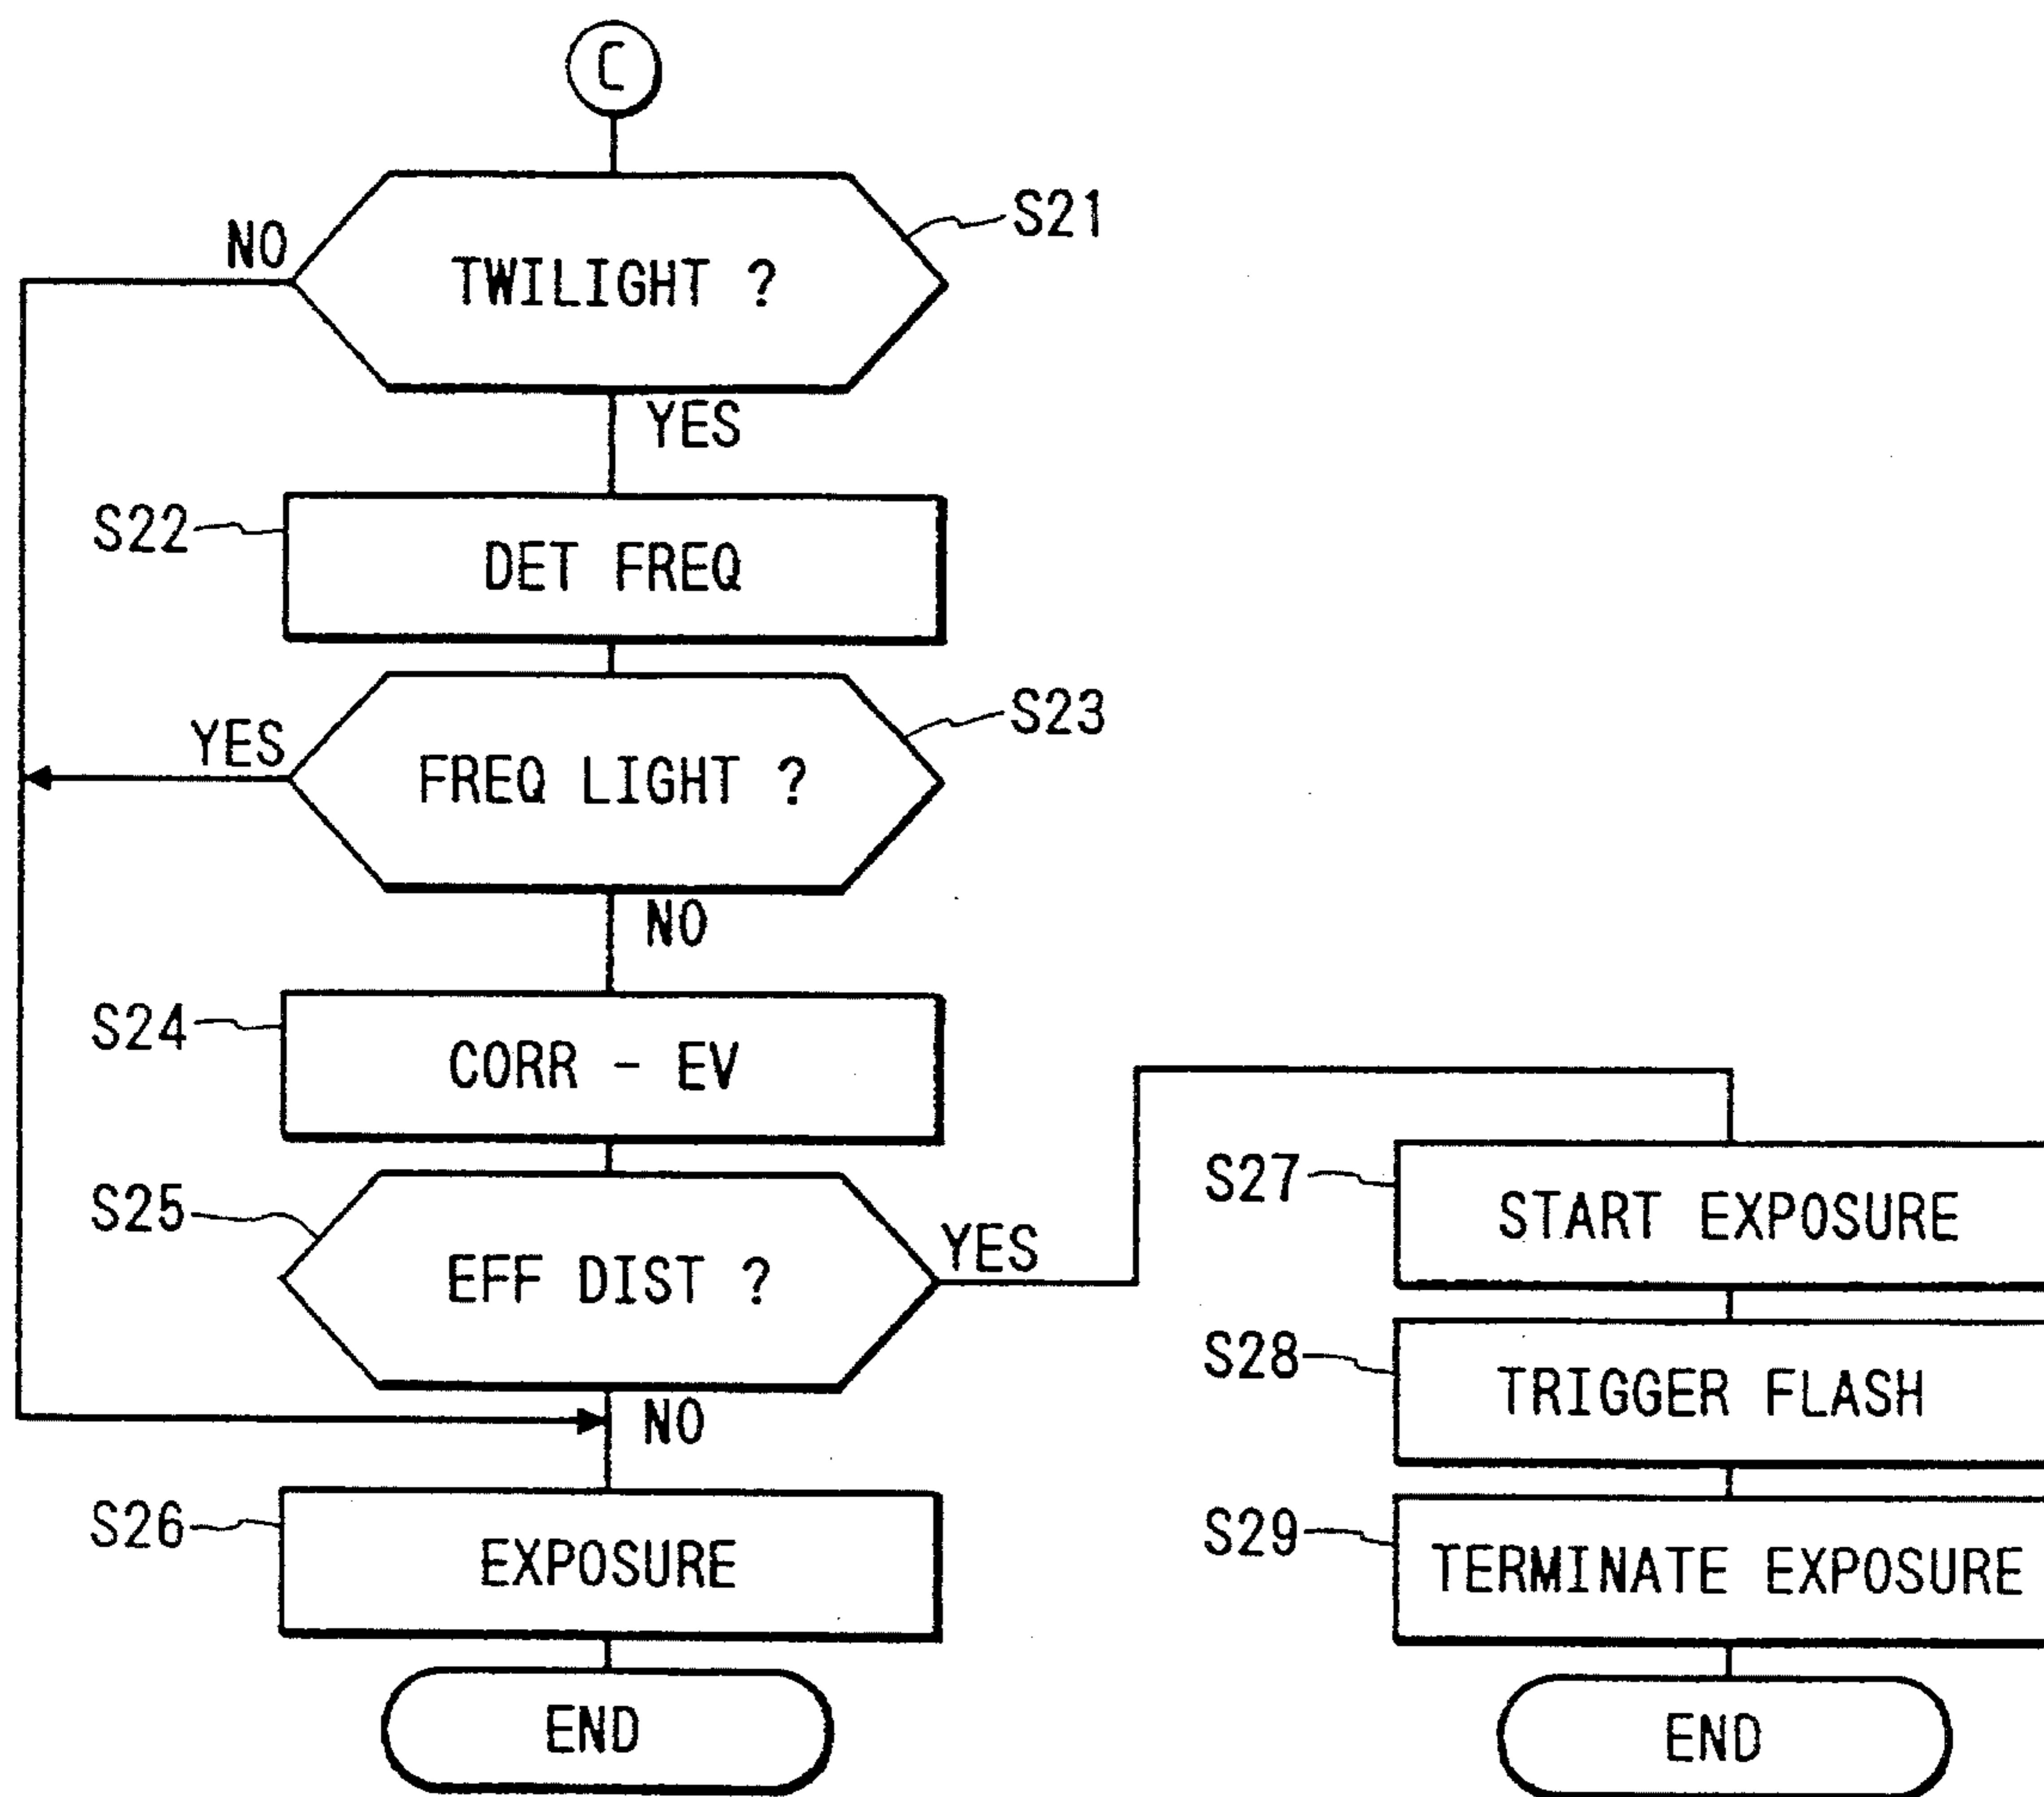 C
S21
NO
TWILIGHT ?
YES
S22
DET FREQ
S23
YES
FREQ LIGHT ?
NO
S24
CORR - EV
S25
EFF DIST ?
YES
NO
S26
EXPOSURE
END
S27
START EXPOSURE
S28
TRIGGER FLASH
S29
TERMINATE EXPOSURE
END